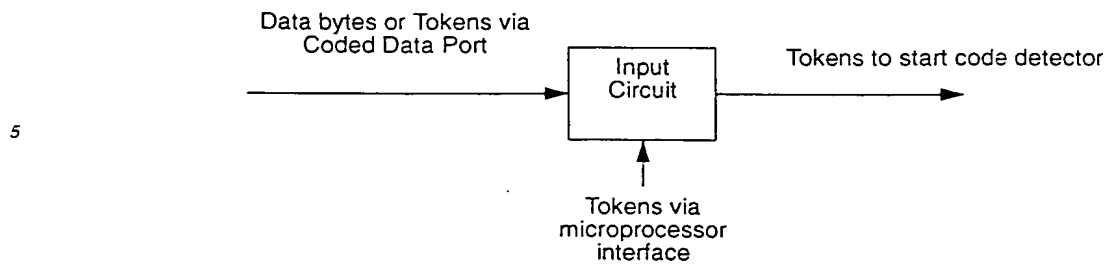 Data bytes or Tokens via
Coded Data Port
Input
Circuit
Tokens to start code detector
5
Tokens via
microprocessor
interface